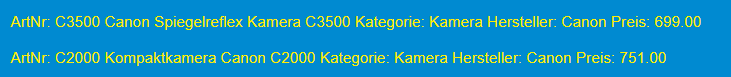 ArtNr: C3500 Canon Spiegelreflex Kamera C3500 Kategorie: Kamera Hersteller: Canon Preis: 699.00
ArtNr: C2000 Kompaktkamera Canon C2000 Kategorie: Kamera Hersteller: Canon Preis: 751.00